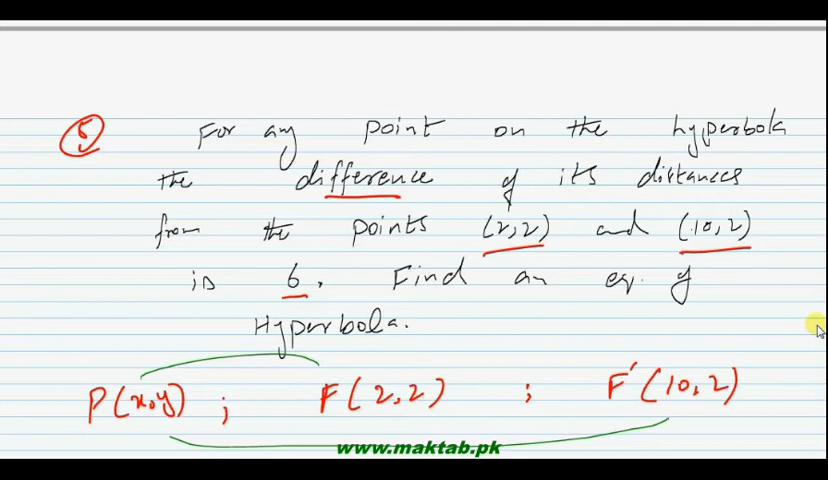 5 For any point on the hyperbola
the difference of its distances
from the points (2,2) and (10,2)
is 6. Find an eq. of
Hyperbola.
P(x,y) ; F(2,2) ; F'(10,2)
www.maktab.pk